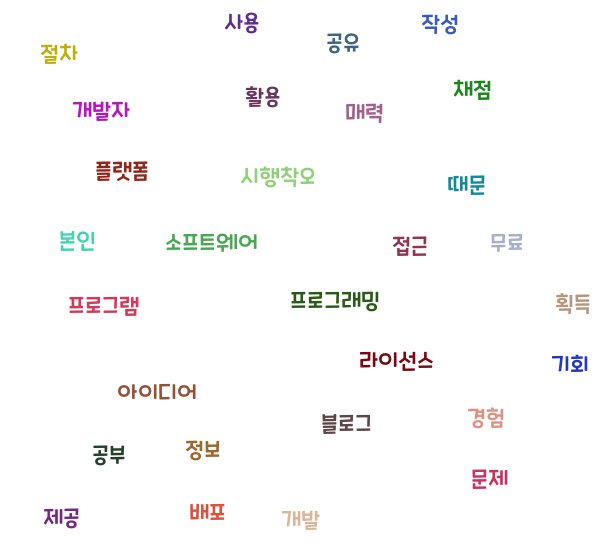 사용
작성
공유
절차
채점
활용
개발자
매력
플랫폼
시행착오
때문
본인
소프트웨어
접근
무료
프로그램
프로그래밍
획득
라이선스
기회
아이디어
블로그
경험
공부
정보
문제
제공
배포
개발